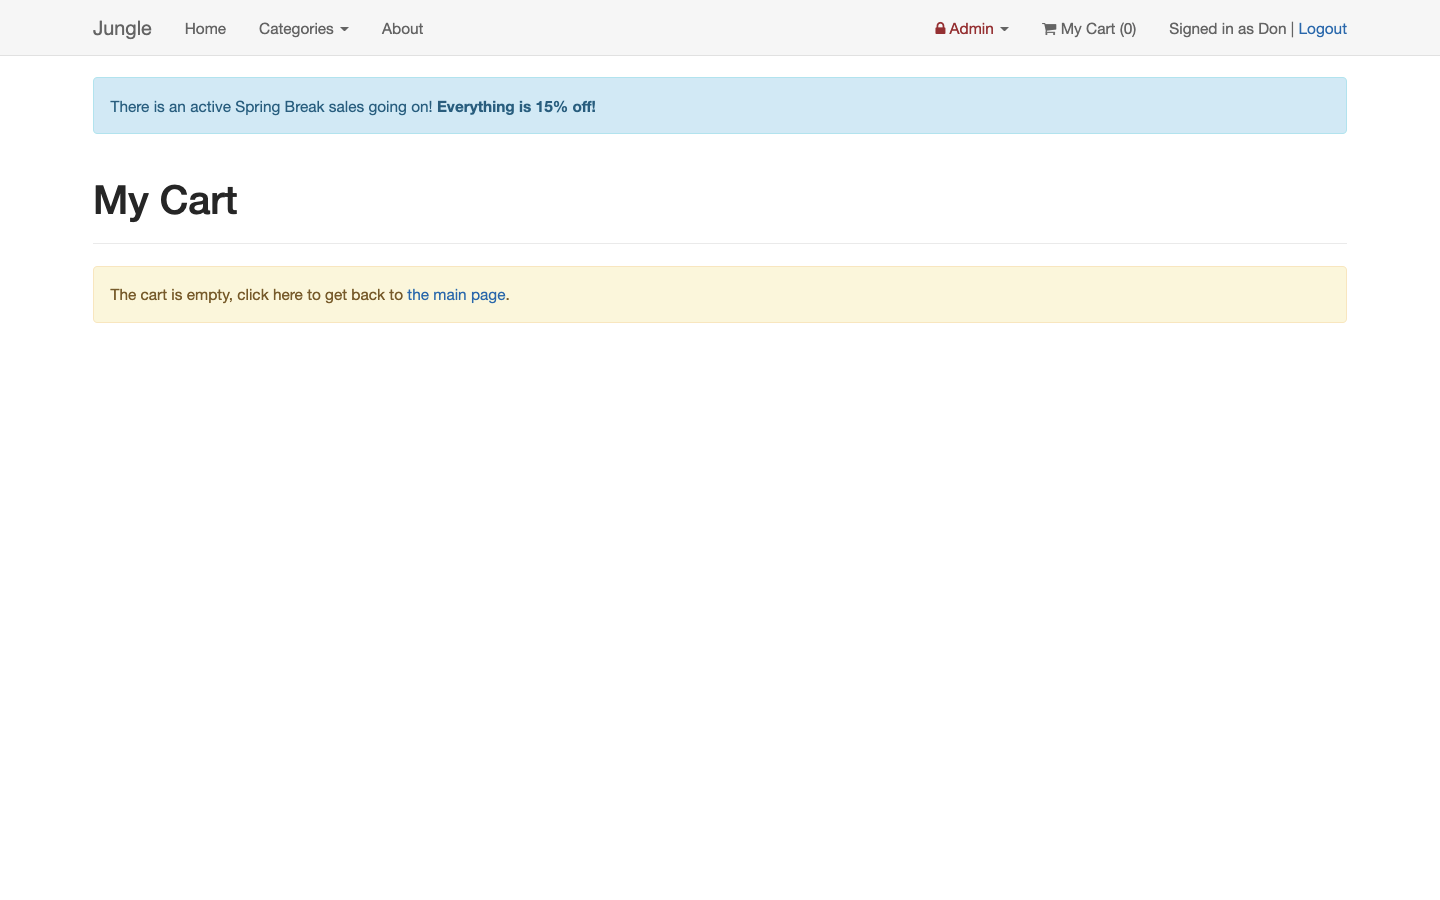 Jungle Home Categories About Admin My Cart (0) Signed in as Don | Logout
There is an active Spring Break sales going on! Everything is 15% off!
My Cart
The cart is empty, click here to get back to the main page.